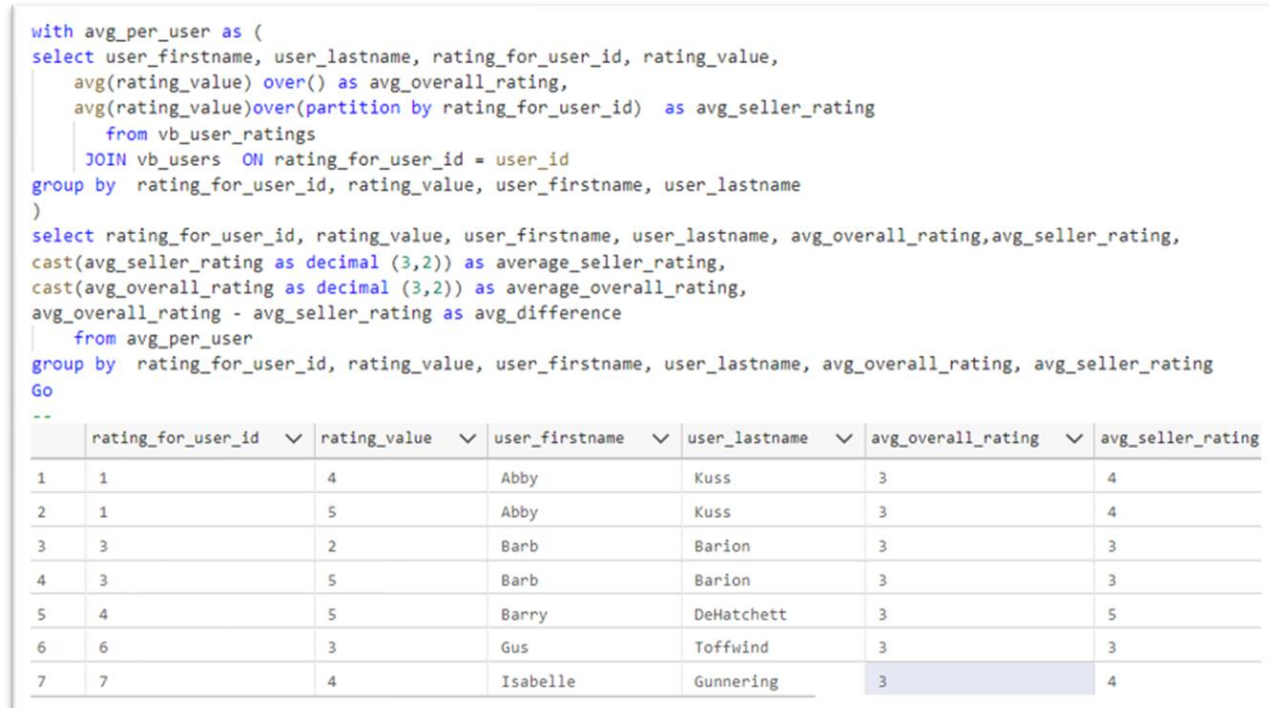 with avg_per_user as (
select user_firstname, user_lastname, rating_for_user_id, rating_value,
avg(rating_value) over() as avg_overall_rating,
avg(rating_value)over(partition by rating_for_user_id)  as avg_seller_rating
from vb_user_ratings
JOIN vb_users  ON rating_for_user_id = user_id
group by  rating_for_user_id, rating_value, user_firstname, user_lastname
)
select rating_for_user_id, rating_value, user_firstname, user_lastname, avg_overall_rating,avg_seller_rating,
cast(avg_seller_rating as decimal (3,2)) as average_seller_rating,
cast(avg_overall_rating as decimal (3,2)) as average_overall_rating,
avg_overall_rating - avg_seller_rating as avg_difference
from avg_per_user
group by  rating_for_user_id, rating_value, user_firstname, user_lastname, avg_overall_rating, avg_seller_rating
Go
--
rating_for_user_id rating_value user_firstname user_lastname avg_overall_rating avg_seller_rating
1 1 4 Abby Kuss 3 4
2 1 5 Abby Kuss 3 4
3 3 2 Barb Barion 3 3
4 3 5 Barb Barion 3 3
5 4 5 Barry DeHatchett 3 5
6 6 3 Gus Toffwind 3 3
7 7 4 Isabelle Gunnering 3 4